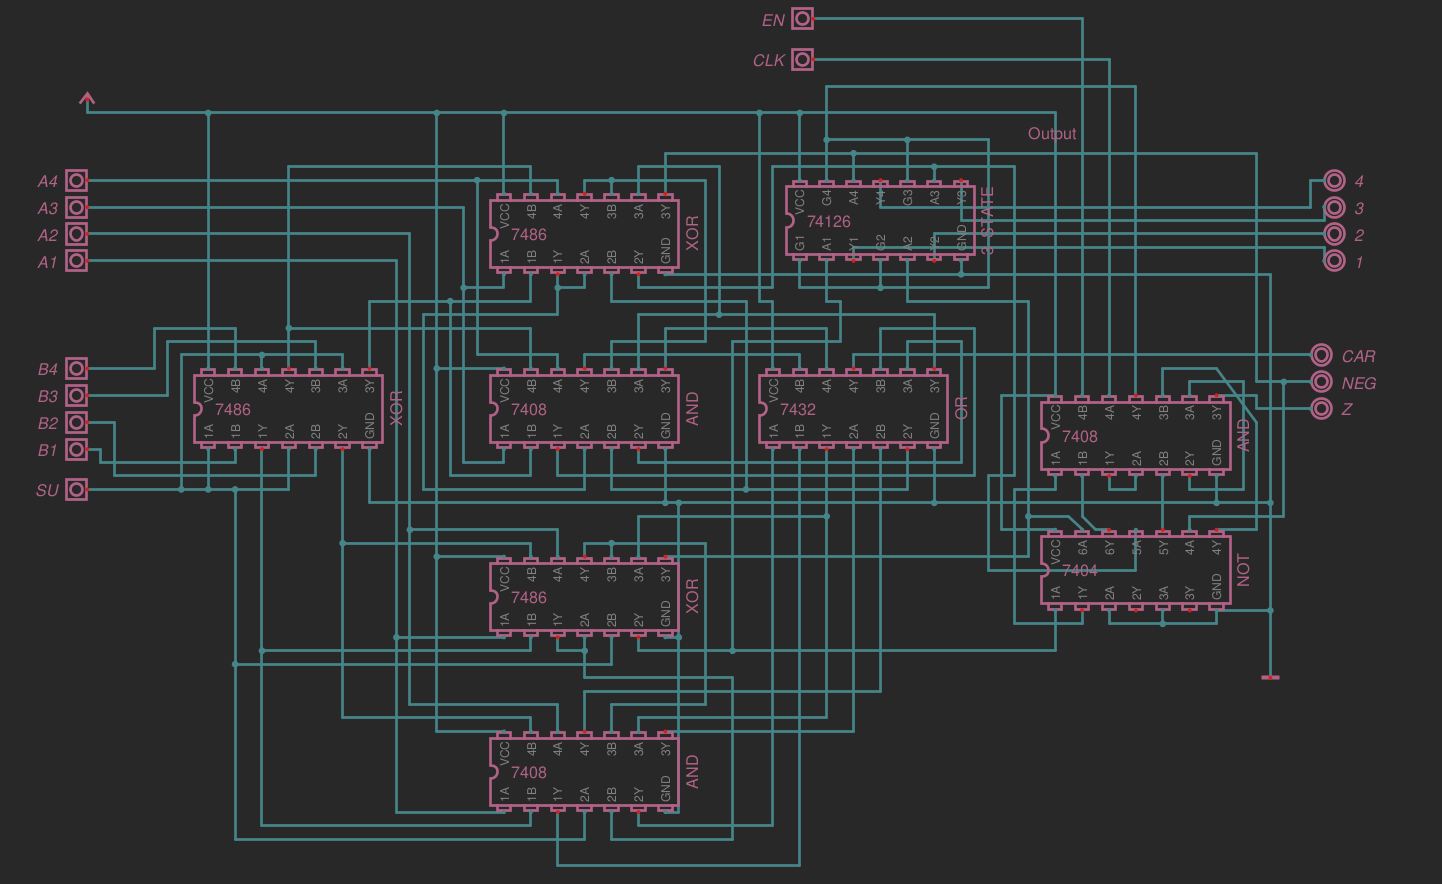 EN
CLK
Output
A4
A3
A2
A1
4
3
2
1
VCC 4B 4A 4Y 3B 3A 3Y
7486
XOR
1A 1B 1Y 2A 2B 2Y GND
VCC G4 A4 Y4 G3 A3 Y3
74126
3 STATE
G1 A1 Y1 G2 A2 Y2 GND
B4
B3
B2
B1
SU
CAR
NEG
Z
VCC 4B 4A 4Y 3B 3A 3Y
7486
XOR
1A 1B 1Y 2A 2B 2Y GND
VCC 4B 4A 4Y 3B 3A 3Y
7408
AND
1A 1B 1Y 2A 2B 2Y GND
VCC 4B 4A 4Y 3B 3A 3Y
7432
OR
1A 1B 1Y 2A 2B 2Y GND
VCC 4B 4A 4Y 3B 3A 3Y
7408
AND
1A 1B 1Y 2A 2B 2Y GND
VCC 6A 6Y 5A 5Y 4A 4Y
7404
NOT
1A 1Y 2A 2Y 3A 3Y GND
VCC 4B 4A 4Y 3B 3A 3Y
7486
XOR
1A 1B 1Y 2A 2B 2Y GND
VCC 4B 4A 4Y 3B 3A 3Y
7408
AND
1A 1B 1Y 2A 2B 2Y GND